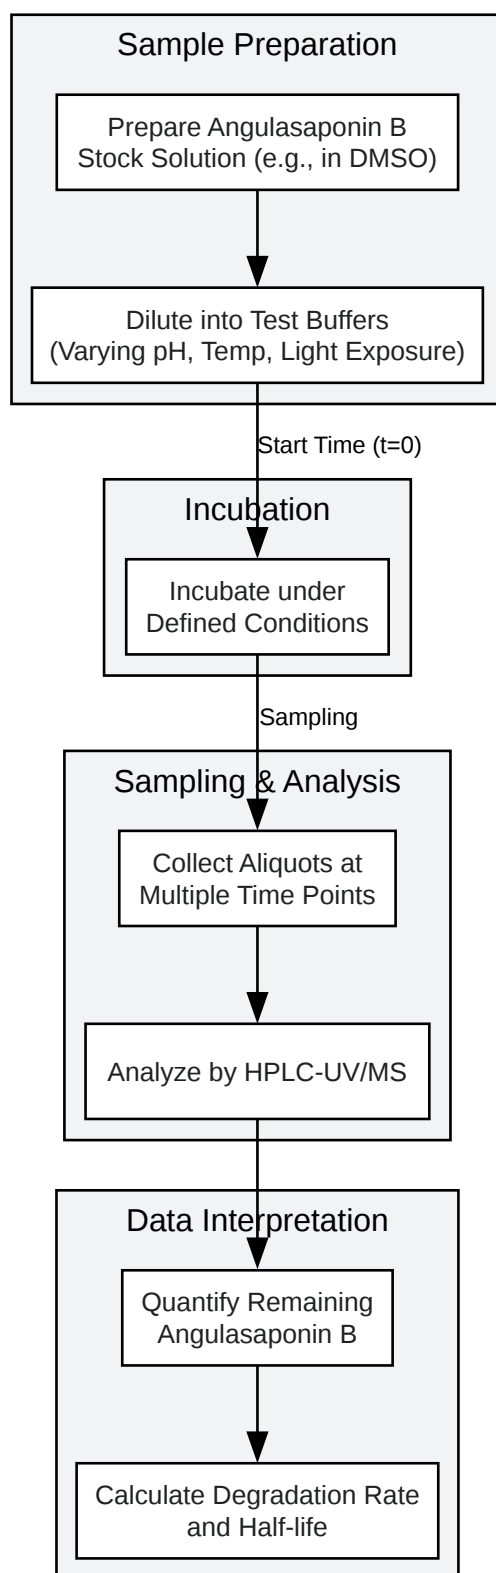 Sample Preparation
Prepare Angulasaponin B
Stock Solution (e.g., in DMSO)
Dilute into Test Buffers
(Varying pH, Temp, Light Exposure)
Start Time (t=0)
Incubation
Incubate under
Defined Conditions
Sampling
Sampling & Analysis
Collect Aliquots at
Multiple Time Points
Analyze by HPLC-UV/MS
Data Interpretation
Quantify Remaining
Angulasaponin B
Calculate Degradation Rate
and Half-life